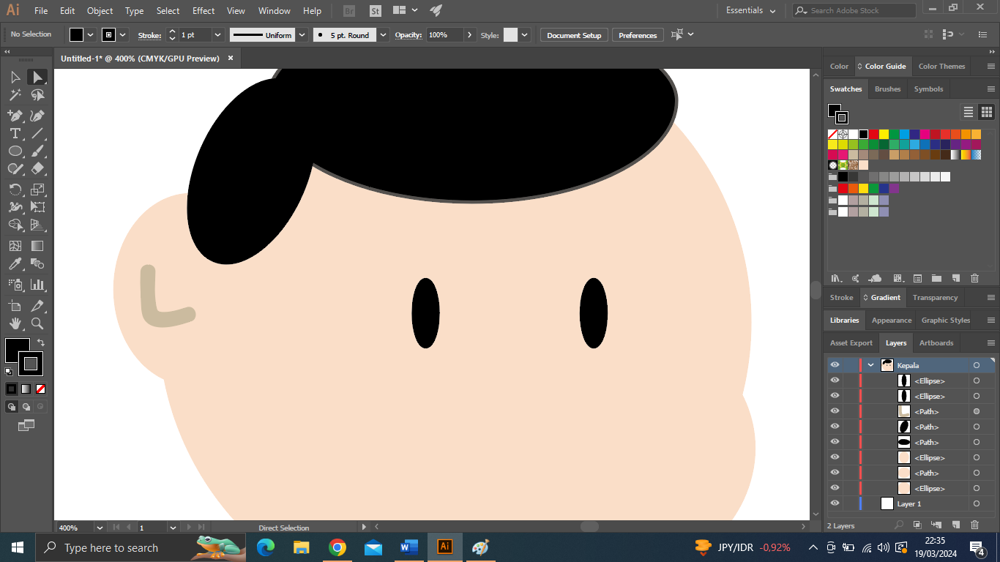 Ai File Edit Object Type Select Effect View Window Help Br St Essentials Search Adobe Stock
No Selection Stroke: 1 pt Uniform 5 pt. Round Opacity: 100% Style: Document Setup Preferences
Untitled-1* @ 400% (CMYK/GPU Preview)
Color Color Guide Color Themes
Swatches Brushes Symbols
Stroke Gradient Transparency
Libraries Appearance Graphic Styles
Asset Export Layers Artboards
Kepala
<Ellipse>
<Ellipse>
<Path>
<Path>
<Path>
<Ellipse>
<Path>
<Ellipse>
Layer 1
400% 1 Direct Selection 2 Layers
Type here to search Ai JPY/IDR -0,92% 22:35
19/03/2024 4